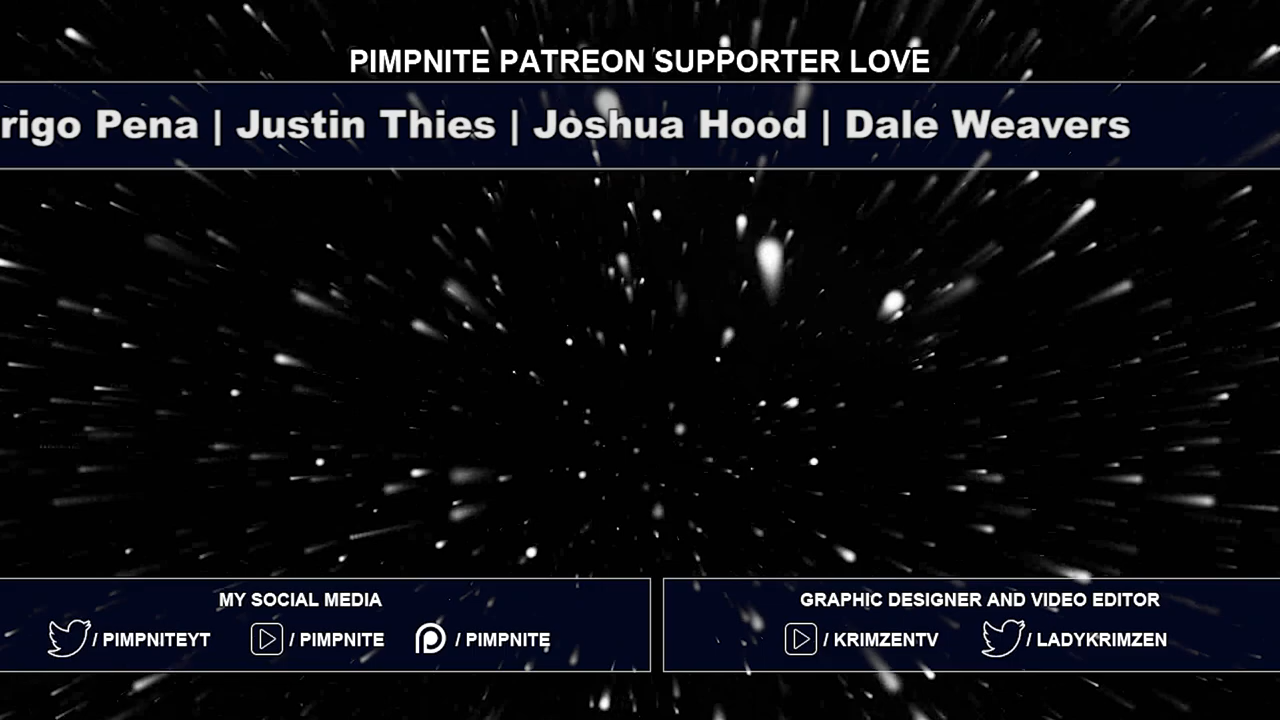 PIMPNITE PATREON SUPPORTER LOVE
rigo Pena | Justin Thies | Joshua Hood | Dale Weavers
MY SOCIAL MEDIA
/ PIMPNITEYT / PIMPNITE / PIMPNITE
GRAPHIC DESIGNER AND VIDEO EDITOR
/ KRIMZENTV / LADYKRIMZEN